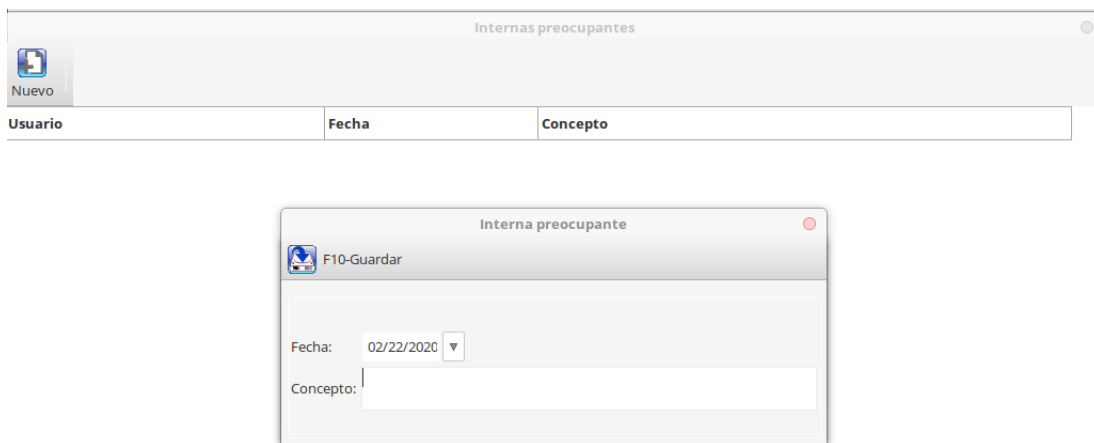 Internas preocupantes
Nuevo
Usuario Fecha Concepto
Interna preocupante
F10-Guardar
Fecha: 02/22/2020
Concepto: